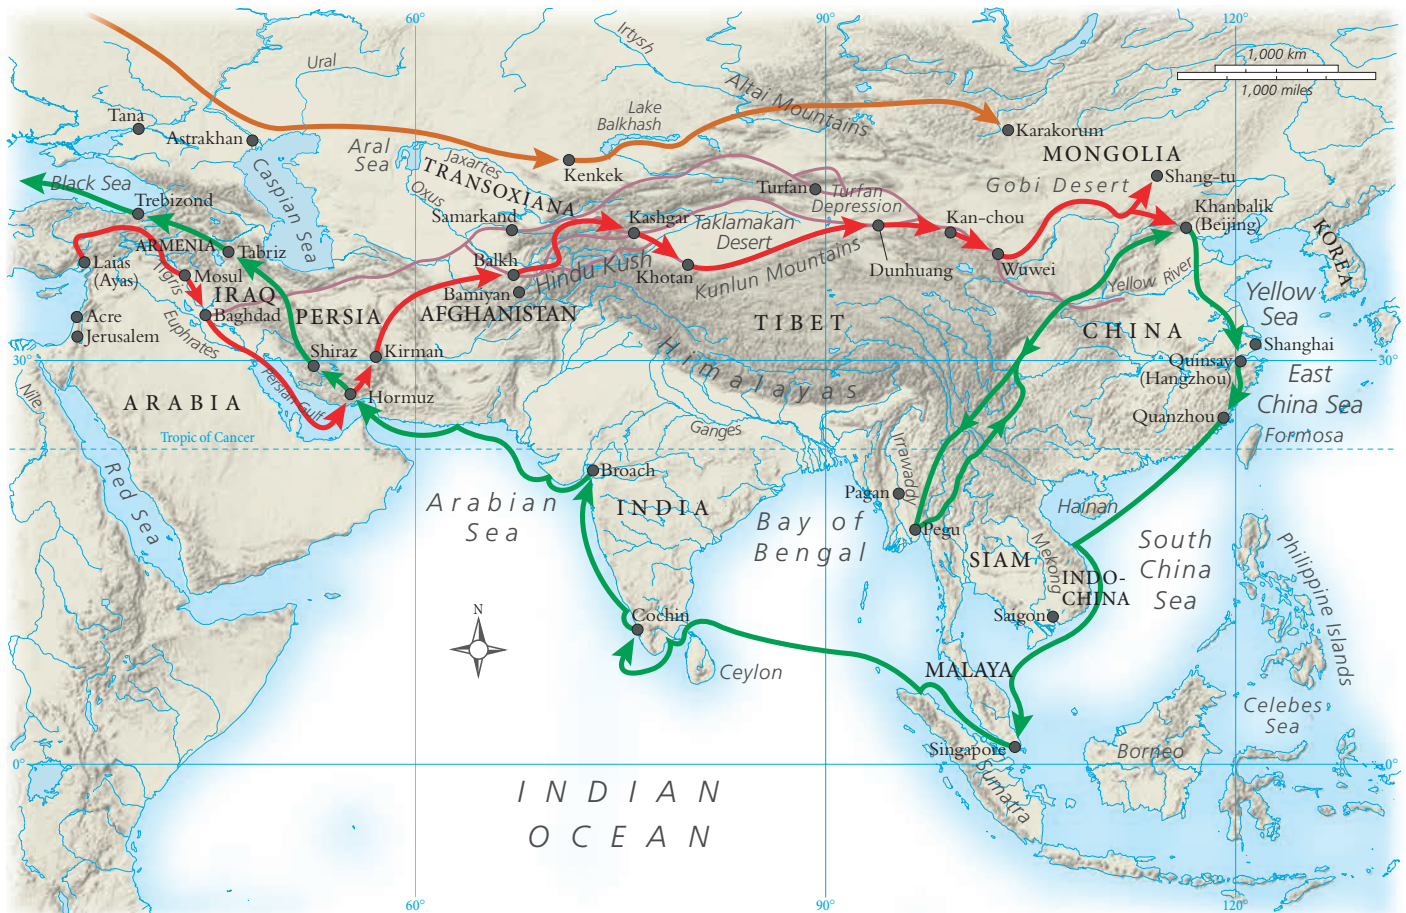 60°
90°
120°
Irtysh
Ural
1,000 km
1,000 miles
Altai Mountains
Lake
Balkhash
Tana
Astrakhan
Aral
Sea
Karakorum
MONGOLIA
Jaxartes
Kenkek
TRANSOXIANA
Oxus
Caspian Sea
Black Sea
Trebizond
Turfan
Turfan
Depression
Gobi Desert
Shang-tu
Samarkand
Kashgar
Taklamakan
Desert
Kan-chou
Khanbalik
(Beijing)
KOREA
ARMENIA
Tabriz
Laias
(Ayas)
Mosul
Tigris
Balkh
Hindu Kush
Khotan
Kunlun Mountains
Dunhuang
Wuwei
Yellow River
Yellow
Sea
IRAQ
Baghdad
Bamiyan
AFGHANISTAN
Acre
Jerusalem
Euphrates
PERSIA
TIBET
CHINA
Shanghai
Himalayas
Shiraz
Kirman
30°
30°
Quinsay
(Hangzhou)
East
China Sea
Nile
Persian Gulf
Hormuz
ARABIA
Tropic of Cancer
Quanzhou
Formosa
Ganges
Irrawaddy
Red Sea
Broach
INDIA
Arabian
Sea
Bay of
Bengal
Pagan
Pegu
Hainan
South
China
Sea
Philippine Islands
SIAM
Mekong
INDO-
CHINA
Saigon
N
Cochin
Ceylon
MALAYA
Celebes
Sea
Singapore
Borneo
0°
0°
Sumatra
INDIAN
OCEAN
60°
90°
120°